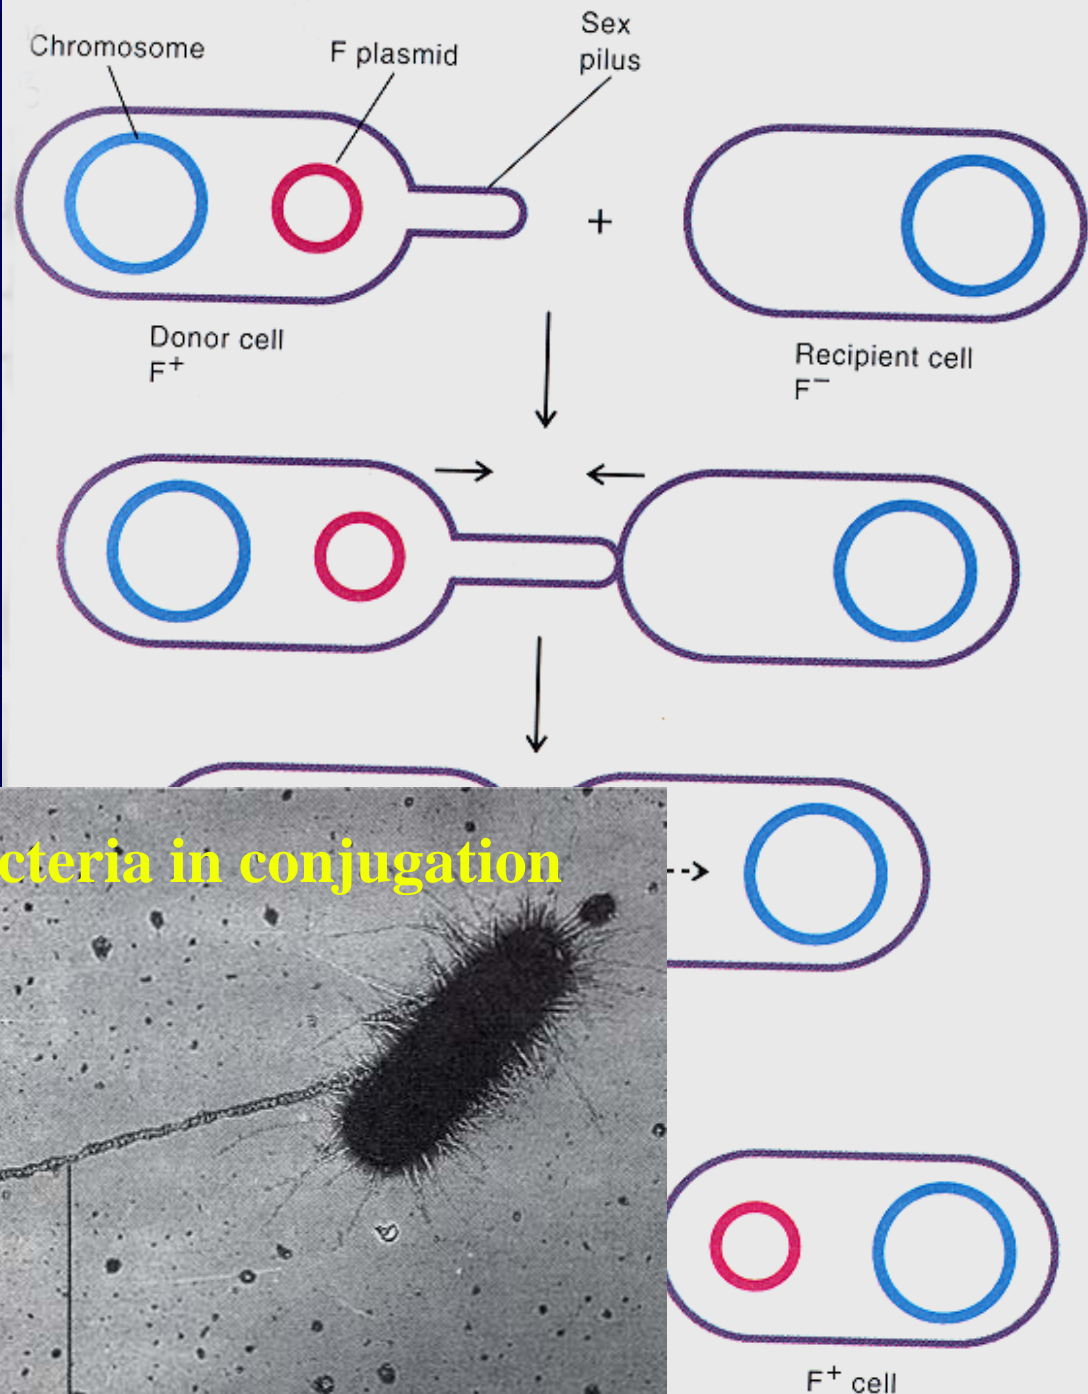 Chromosome
F plasmid
Sex
pilus
+
Donor cell
F+
Recipient cell
F−
cteria in conjugation
F+ cell